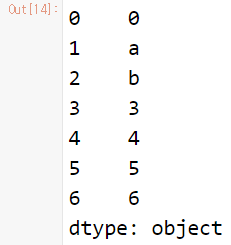 Out[14]:
0    0
1    a
2    b
3    3
4    4
5    5
6    6
dtype: object